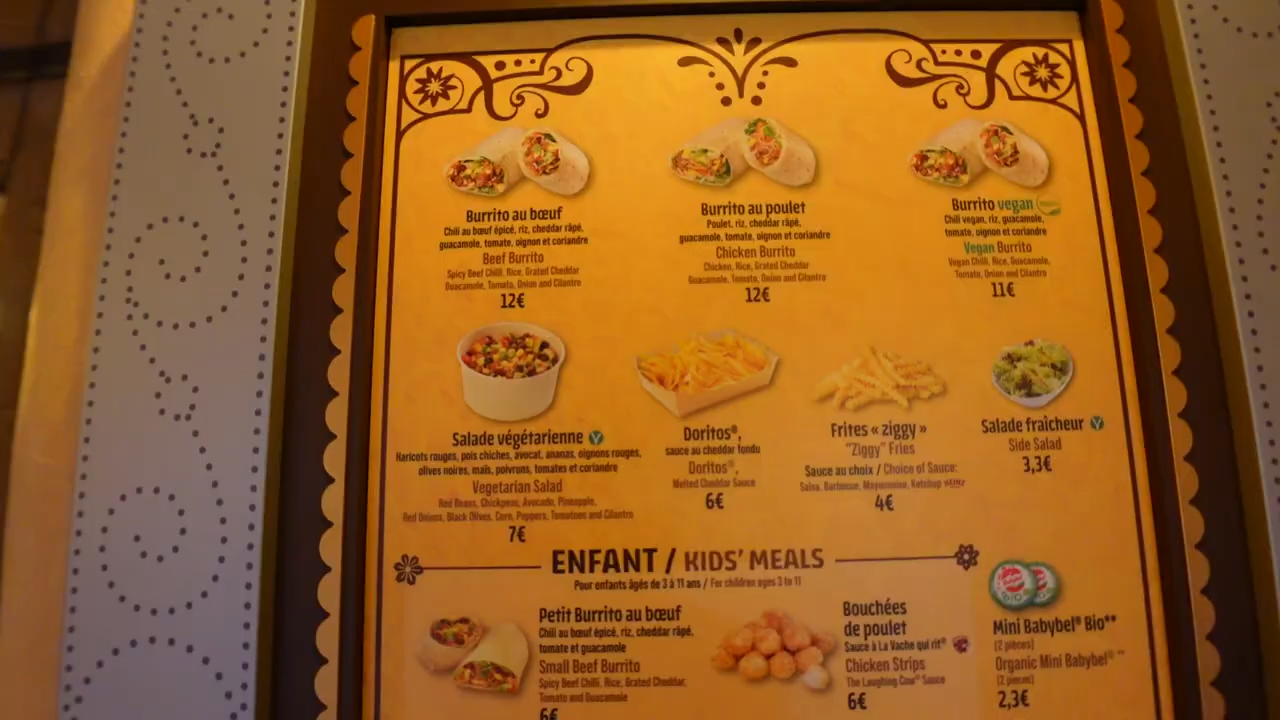 Burrito au bœuf
Chili au bœuf épicé, riz, cheddar râpé,
guacamole, tomate, oignon et coriandre
Beef Burrito
Spicy Beef Chilli, Rice, Grated Cheddar
Guacamole, Tomato, Onion and Cilantro
12€
Burrito au poulet
Poulet, riz, cheddar râpé,
guacamole, tomate, oignon et coriandre
Chicken Burrito
Chicken, Rice, Grated Cheddar
Guacamole, Tomato, Onion and Cilantro
12€
Burrito vegan
Chili vegan, riz, guacamole,
tomate, oignon et coriandre
Vegan Burrito
Vegan Chilli, Rice, Guacamole,
Tomato, Onion and Cilantro
11€
Salade végétarienne
Haricots rouges, pois chiches, avocat, ananas, oignons rouges,
olives noires, maïs, poivrons, tomates et coriandre
Vegetarian Salad
Red Beans, Chickpeas, Avocado, Pineapple,
Red Onions, Black Olives, Corn, Peppers, Tomatoes and Cilantro
7€
Doritos®,
sauce au cheddar fondu
Doritos®,
Melted Cheddar Sauce
6€
Frites « ziggy »
"Ziggy" Fries
Sauce au choix / Choice of Sauce:
Salsa, Barbecue, Mayonnaise, Ketchup HEINZ
4€
Salade fraîcheur
Side Salad
3,3€
ENFANT / KIDS' MEALS
Pour enfants âgés de 3 à 11 ans / For children ages 3 to 11
Petit Burrito au bœuf
Chili au bœuf épicé, riz, cheddar râpé,
tomate et guacamole
Small Beef Burrito
Spicy Beef Chilli, Rice, Grated Cheddar,
Tomato and Guacamole
6€
Bouchées
de poulet
Sauce à La Vache qui rit®
Chicken Strips
The Laughing Cow® Sauce
6€
Mini Babybel® Bio**
(2 pièces)
Organic Mini Babybel® **
(2 pieces)
2,3€